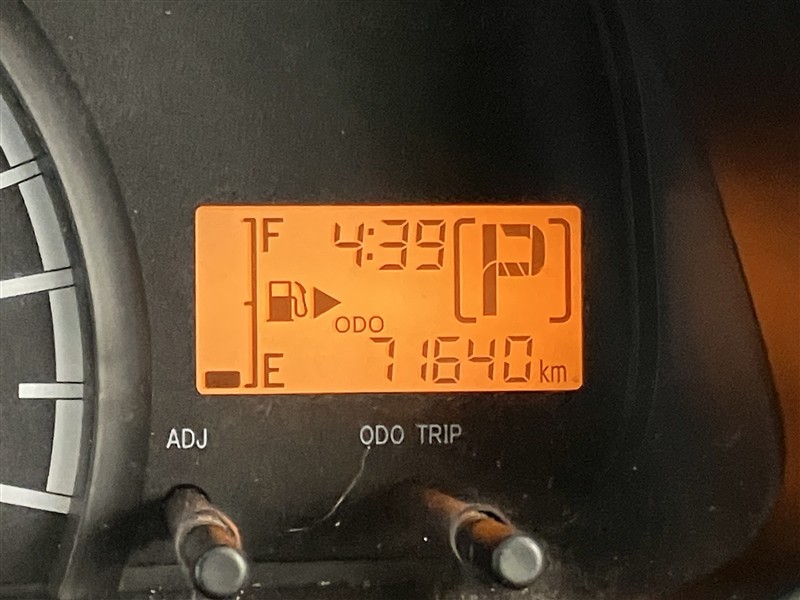 F 4:39 P
ODO
E 71640 km
ADJ ODO TRIP